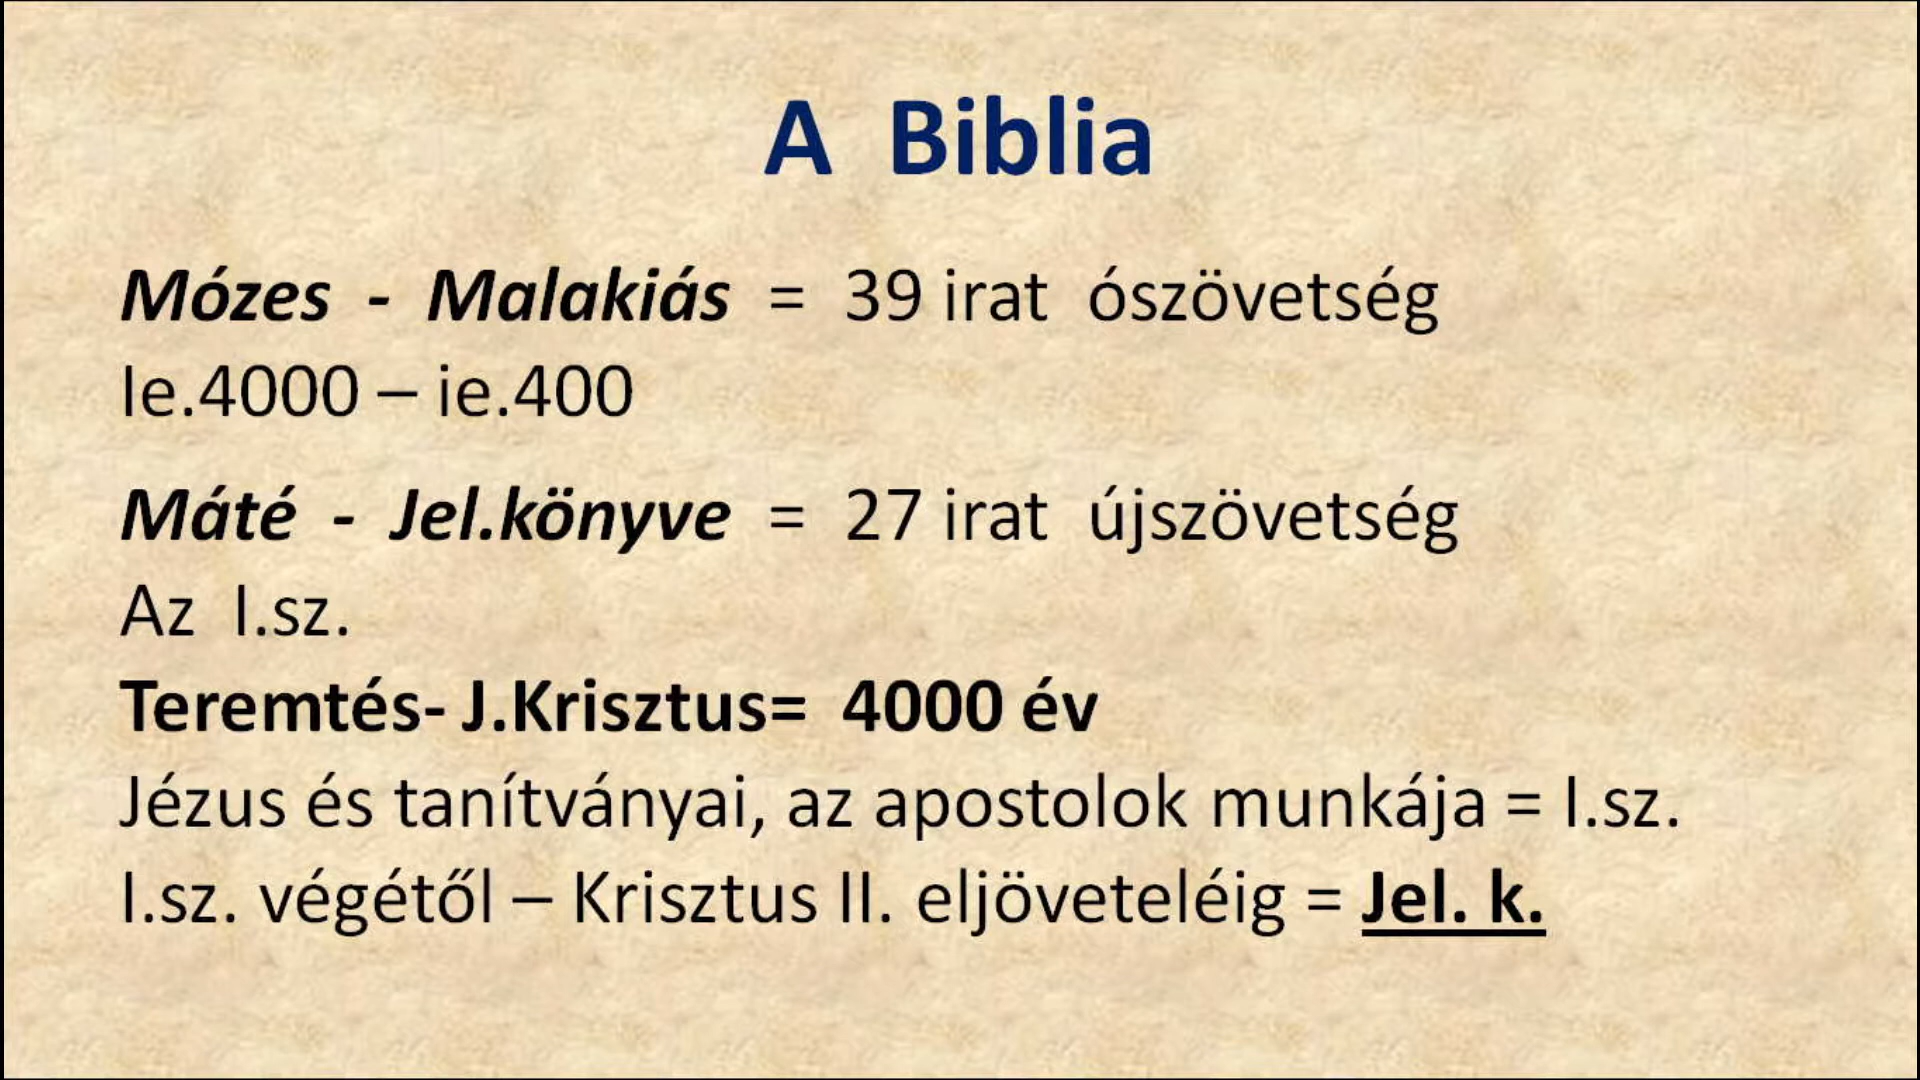 A Biblia
Mózes - Malakiás = 39 irat ószövetség
Ie.4000 – ie.400
Máté - Jel.könyve = 27 irat újszövetség
Az I.sz.
Teremtés- J.Krisztus= 4000 év
Jézus és tanítványai, az apostolok munkája = I.sz.
I.sz. végétől – Krisztus II. eljöveteléig = Jel. k.